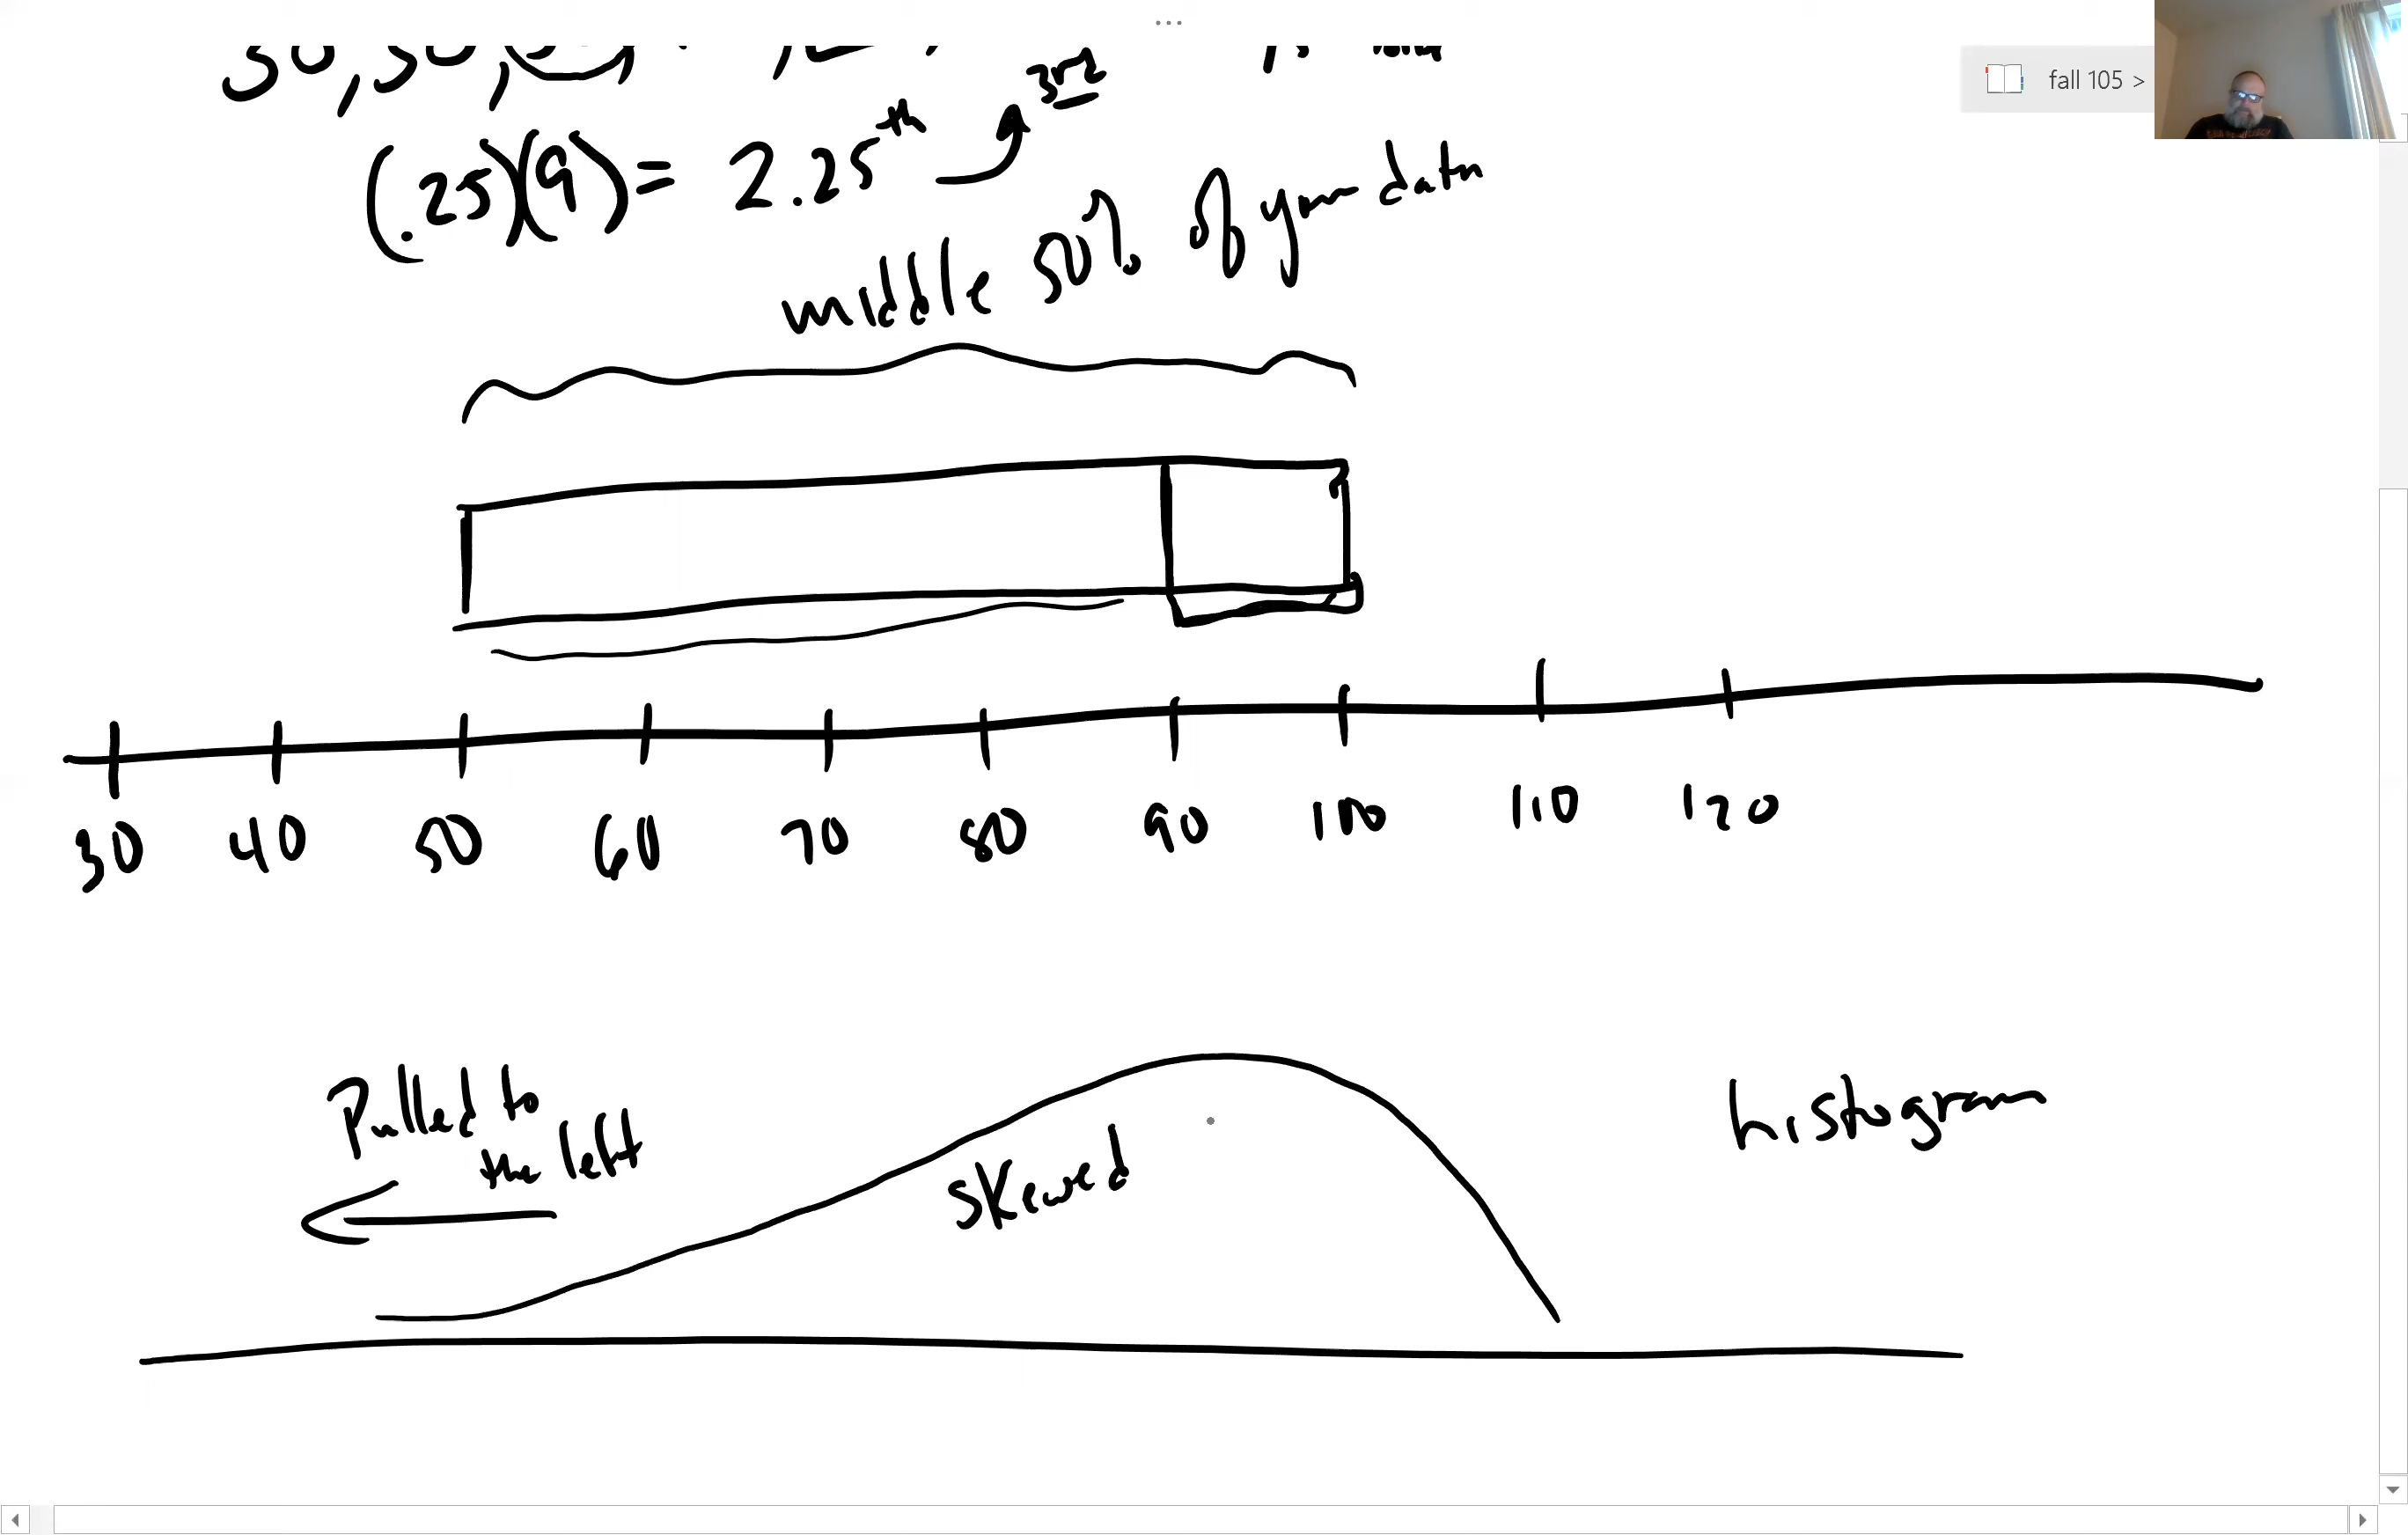 fall 105 >
(.25)(9) = 2.25th 3rd
middle 50% of your data
30 40 50 60 70 80 90 100 110 120
Pulled to
the left
skewed
histogram